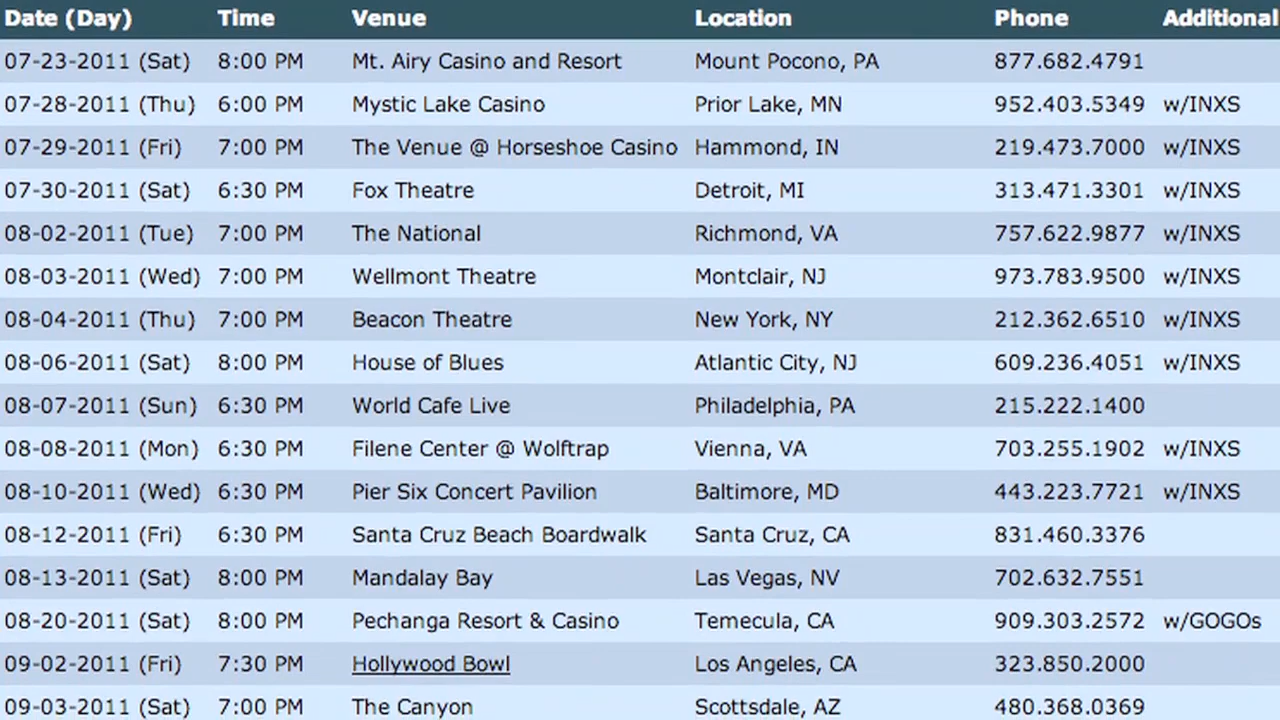 Date (Day) Time Venue Location Phone Additional
07-23-2011 (Sat) 8:00 PM Mt. Airy Casino and Resort Mount Pocono, PA 877.682.4791
07-28-2011 (Thu) 6:00 PM Mystic Lake Casino Prior Lake, MN 952.403.5349 w/INXS
07-29-2011 (Fri) 7:00 PM The Venue @ Horseshoe Casino Hammond, IN 219.473.7000 w/INXS
07-30-2011 (Sat) 6:30 PM Fox Theatre Detroit, MI 313.471.3301 w/INXS
08-02-2011 (Tue) 7:00 PM The National Richmond, VA 757.622.9877 w/INXS
08-03-2011 (Wed) 7:00 PM Wellmont Theatre Montclair, NJ 973.783.9500 w/INXS
08-04-2011 (Thu) 7:00 PM Beacon Theatre New York, NY 212.362.6510 w/INXS
08-06-2011 (Sat) 8:00 PM House of Blues Atlantic City, NJ 609.236.4051 w/INXS
08-07-2011 (Sun) 6:30 PM World Cafe Live Philadelphia, PA 215.222.1400
08-08-2011 (Mon) 6:30 PM Filene Center @ Wolftrap Vienna, VA 703.255.1902 w/INXS
08-10-2011 (Wed) 6:30 PM Pier Six Concert Pavilion Baltimore, MD 443.223.7721 w/INXS
08-12-2011 (Fri) 6:30 PM Santa Cruz Beach Boardwalk Santa Cruz, CA 831.460.3376
08-13-2011 (Sat) 8:00 PM Mandalay Bay Las Vegas, NV 702.632.7551
08-20-2011 (Sat) 8:00 PM Pechanga Resort & Casino Temecula, CA 909.303.2572 w/GOGOs
09-02-2011 (Fri) 7:30 PM Hollywood Bowl Los Angeles, CA 323.850.2000
09-03-2011 (Sat) 7:00 PM The Canyon Scottsdale, AZ 480.368.0369